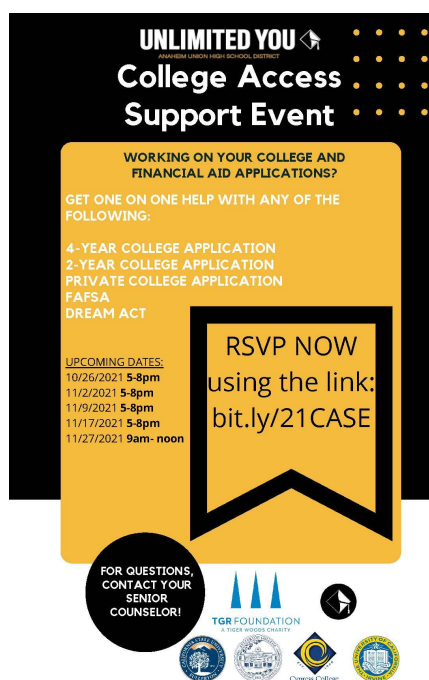 UNLIMITED YOU
ANAHEIM UNION HIGH SCHOOL DISTRICT
College Access
Support Event
WORKING ON YOUR COLLEGE AND
FINANCIAL AID APPLICATIONS?
GET ONE ON ONE HELP WITH ANY OF THE
FOLLOWING:
4-YEAR COLLEGE APPLICATION
2-YEAR COLLEGE APPLICATION
PRIVATE COLLEGE APPLICATION
FAFSA
DREAM ACT
UPCOMING DATES:
10/26/2021 5-8pm
11/2/2021 5-8pm
11/9/2021 5-8pm
11/17/2021 5-8pm
11/27/2021 9am- noon
RSVP NOW
using the link:
bit.ly/21CASE
FOR QUESTIONS,
CONTACT YOUR
SENIOR
COUNSELOR!
TGR FOUNDATION
A TIGER WOODS CHARITY
Cypress College